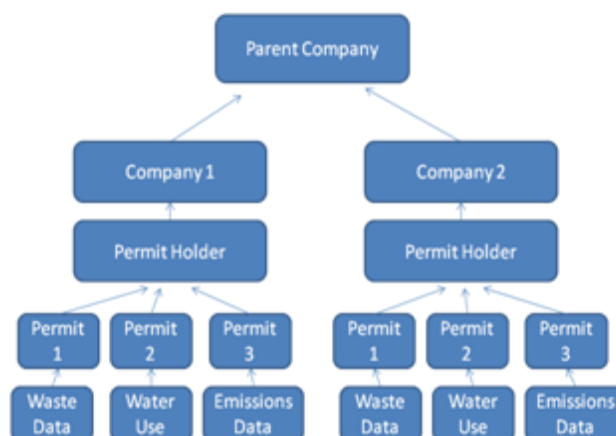 Parent Company
Company 1
Company 2
Permit Holder
Permit Holder
Permit
1
Permit
2
Permit
3
Permit
1
Permit
2
Permit
3
Waste
Data
Water
Use
Emissions
Data
Waste
Data
Water
Use
Emissions
Data